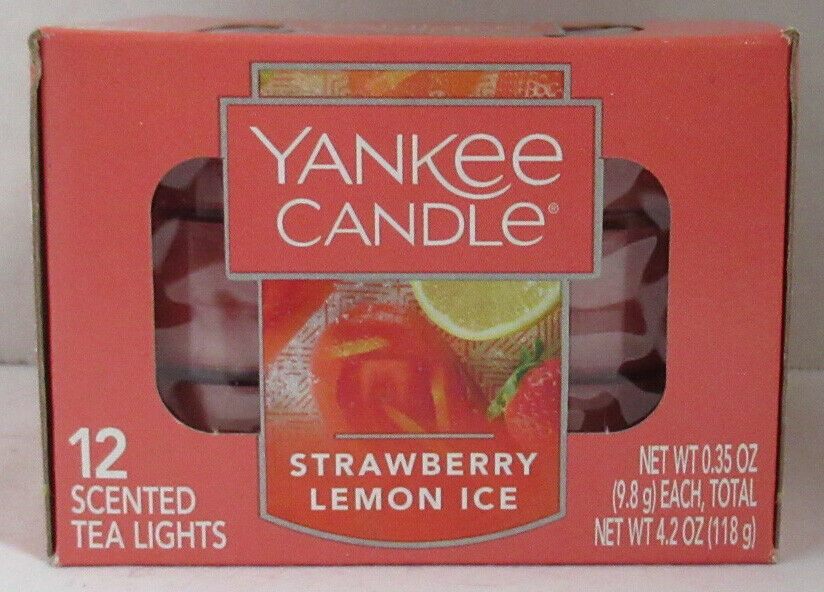 YANKEE
CANDLE®
STRAWBERRY
LEMON ICE
12
SCENTED
TEA LIGHTS
NET WT 0.35 OZ
(9.8 g) EACH, TOTAL
NET WT 4.2 OZ (118 g)